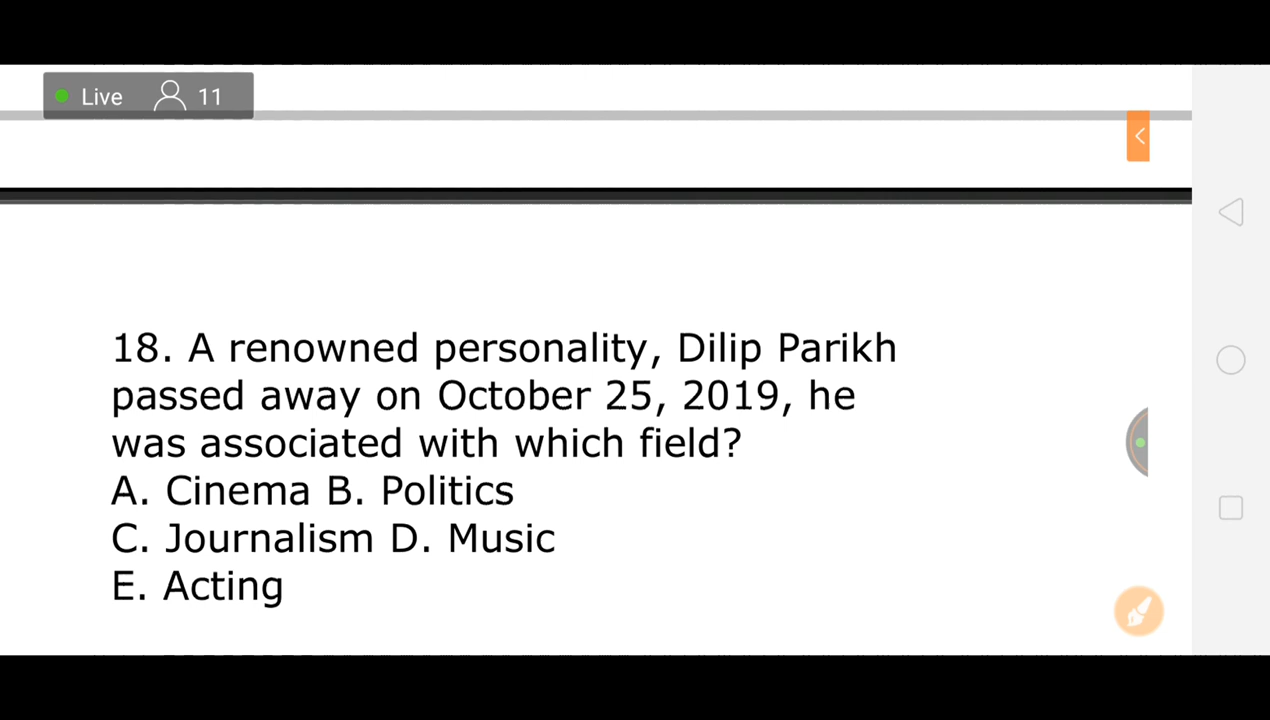 Live 11
18. A renowned personality, Dilip Parikh
passed away on October 25, 2019, he
was associated with which field?
A. Cinema B. Politics
C. Journalism D. Music
E. Acting